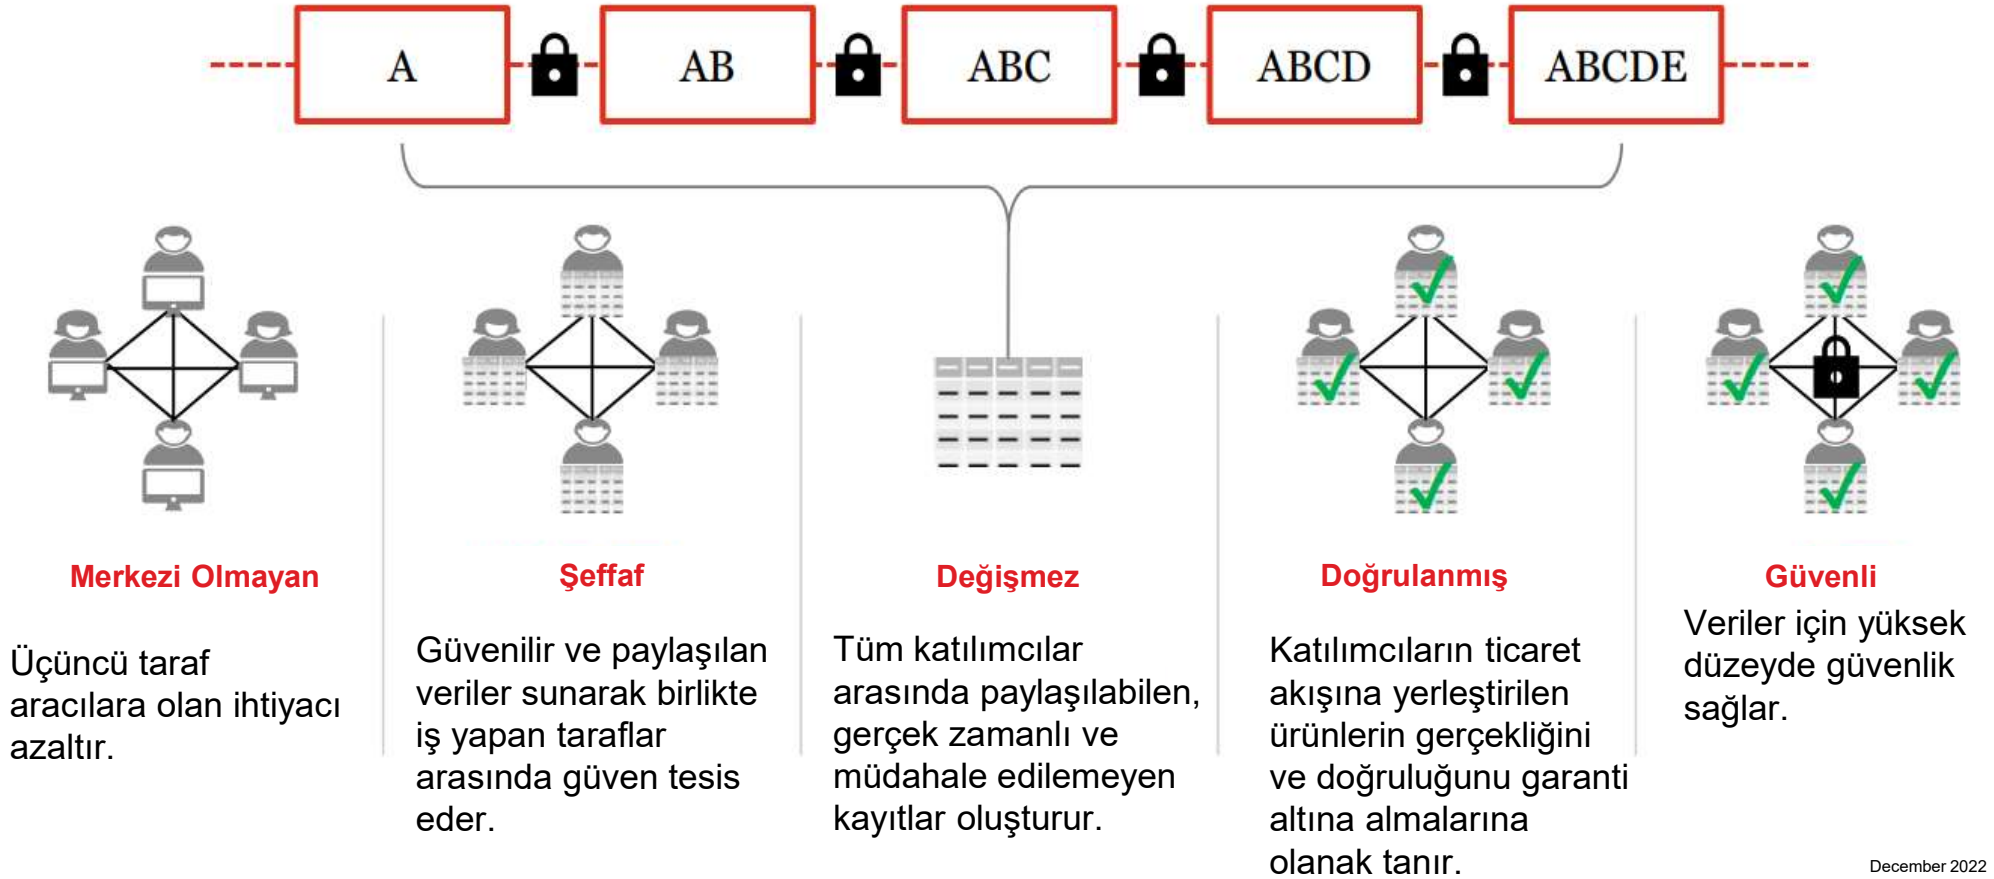 A
AB
ABC
ABCD
ABCDE
Merkezi Olmayan
Üçüncü taraf
aracılara olan ihtiyacı
azaltır.
Şeffaf
Güvenilir ve paylaşılan
veriler sunarak birlikte
iş yapan taraflar
arasında güven tesis
eder.
Değişmez
Tüm katılımcılar
arasında paylaşılabilen,
gerçek zamanlı ve
müdahale edilemeyen
kayıtlar oluşturur.
Doğrulanmış
Katılımcıların ticaret
akışına yerleştirilen
ürünlerin gerçekliğini
ve doğruluğunu garanti
altına almalarına
olanak tanır.
Güvenli
Veriler için yüksek
düzeyde güvenlik
sağlar.
December 2022